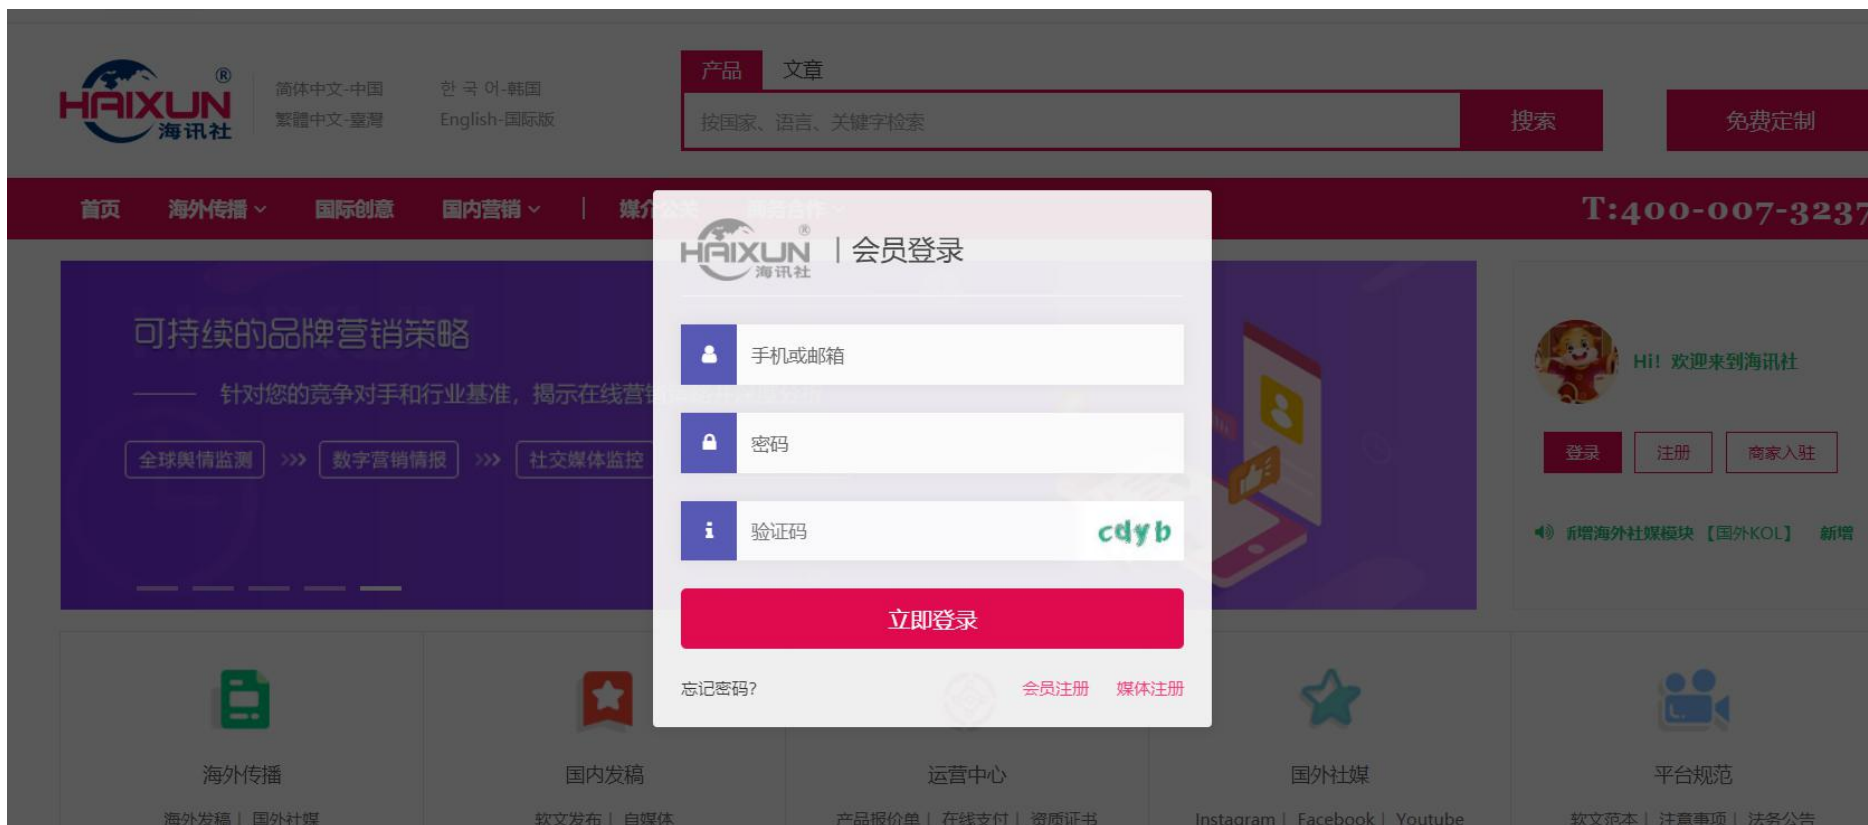 产品 文章
HAIXUN®
海讯社
简体中文-中国 한국어-韩国
繁體中文-臺灣 English-国际版
按国家、语言、关键字检索 搜索 免费定制
首页 海外传播 国际创意 国内营销 | 媒介公关 商务合作
T:400-007-3237
HAIXUN®
海讯社
|会员登录
可持续的品牌营销策略
针对您的竞争对手和行业基准，揭示在线营销
全球舆情监测 >>> 数字营销情报 >>> 社交媒体监控
手机或邮箱
密码
验证码 cdyb
立即登录
忘记密码? 会员注册 媒体注册
Hi！欢迎来到海讯社
登录 注册 商家入驻
新增海外社媒模块【国外KOL】 新增
海外传播 国内发稿 运营中心 国外社媒 平台规范
海外发稿 | 国外社媒 软文发布 | 自媒体 产品报价单 | 在线支付 | 资质证书 Instagram | Facebook | Youtube 软文范本 | 注意事项 | 法务公告